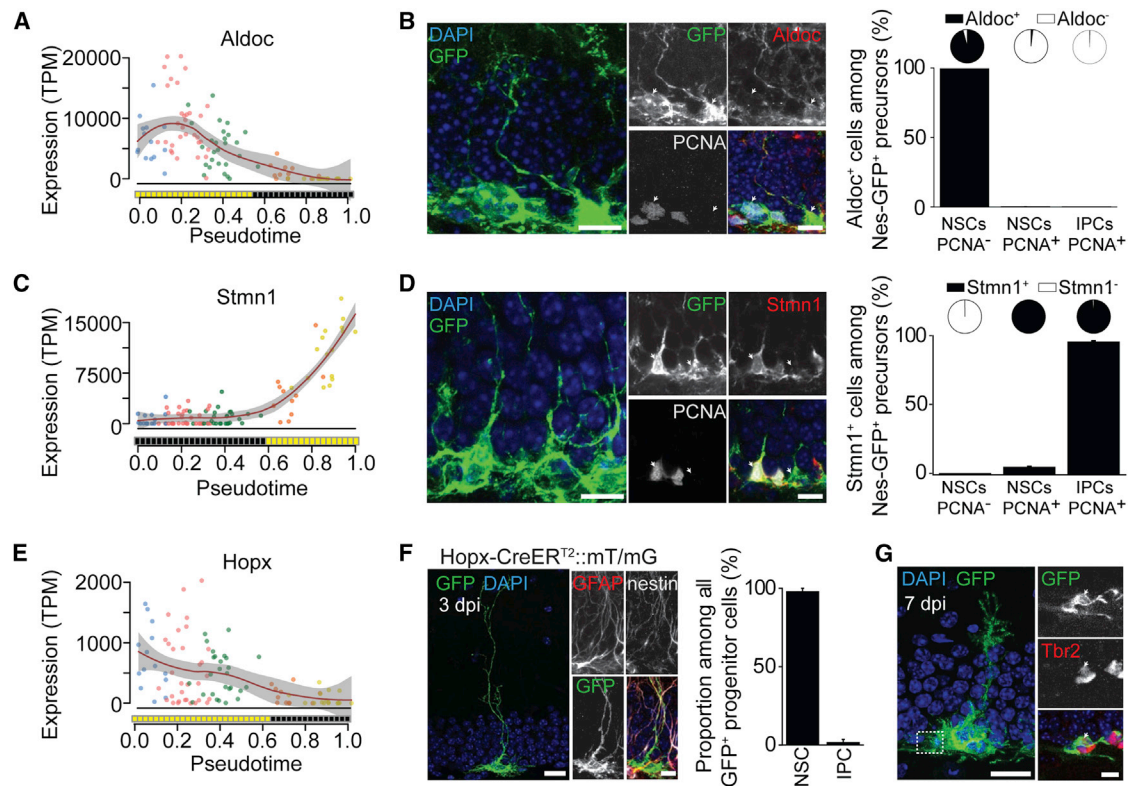 A
Aldoc
Expression (TPM)
20000
10000
0
0.0 0.2 0.4 0.6 0.8 1.0
Pseudotime
B
DAPI
GFP
GFP
Aldoc
PCNA
Aldoc⁺ Aldoc⁻
Aldoc⁺ cells among
Nes-GFP⁺ precursors (%)
100
50
0
NSCs NSCs IPCs
PCNA⁻ PCNA⁺ PCNA⁺
C
Stmn1
Expression (TPM)
15000
7500
0
0.0 0.2 0.4 0.6 0.8 1.0
Pseudotime
D
DAPI
GFP
GFP
Stmn1
PCNA
Stmn1⁺ Stmn1⁻
Stmn1⁺ cells among
Nes-GFP⁺ precursors (%)
100
50
0
NSCs NSCs IPCs
PCNA⁻ PCNA⁺ PCNA⁺
E
Hopx
Expression (TPM)
2000
1000
0
0.0 0.2 0.4 0.6 0.8 1.0
Pseudotime
F
Hopx-CreERᵀ²::mT/mG
GFP DAPI
3 dpi
GFAP
nestin
GFP
Proportion among all
GFP⁺ progenitor cells (%)
100
50
0
NSC
IPC
G
DAPI GFP
7 dpi
GFP
Tbr2